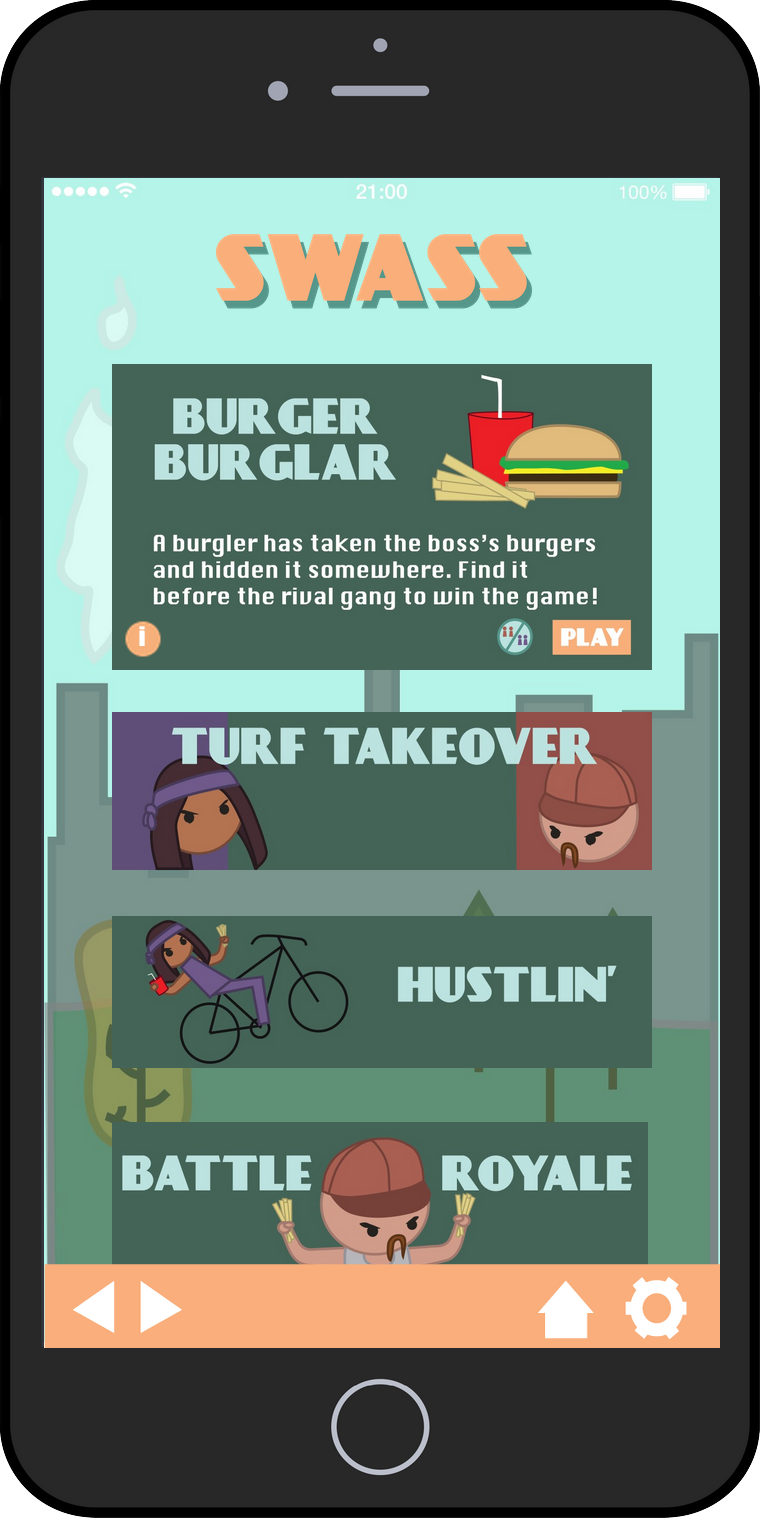 21:00
100%
SWASS
BURGER
BURGLAR
A burgler has taken the boss's burgers
and hidden it somewhere. Find it
before the rival gang to win the game!
i
PLAY
TURF TAKEOVER
HUSTLIN'
BATTLE ROYALE